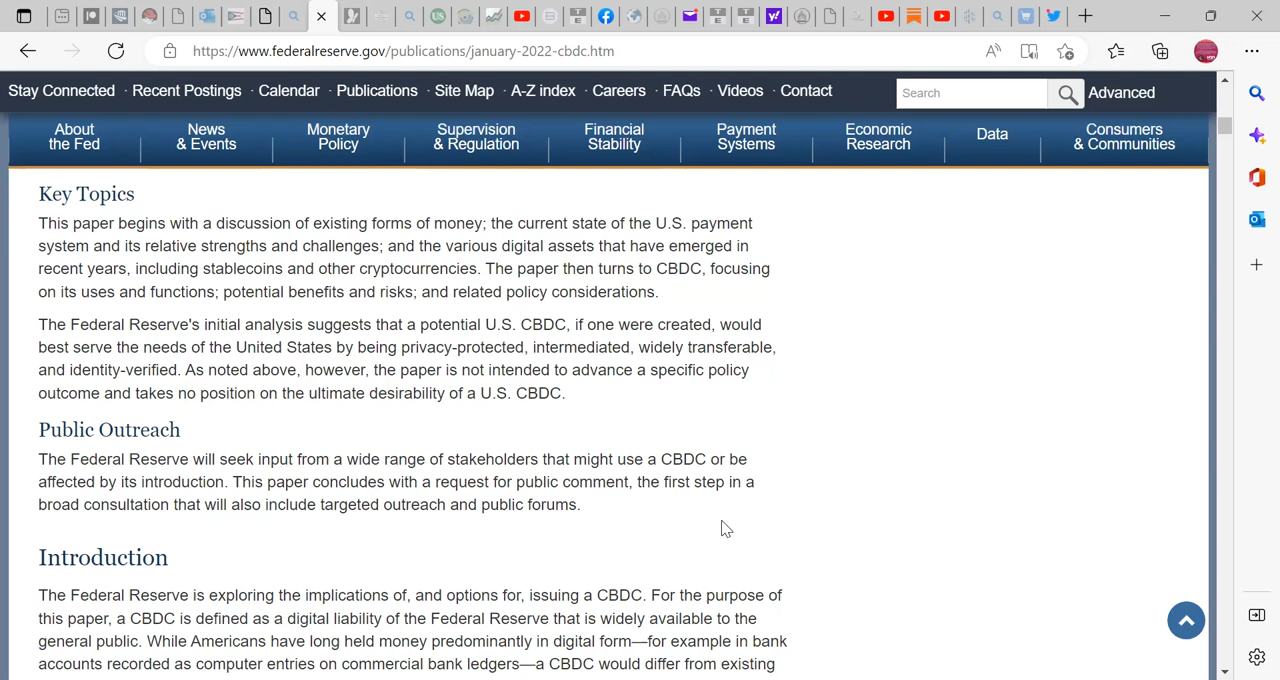 https://www.federalreserve.gov/publications/january-2022-cbdc.htm
Stay Connected · Recent Postings · Calendar · Publications · Site Map · A-Z index · Careers · FAQs · Videos · Contact
Search
Advanced
About
the Fed
News
& Events
Monetary
Policy
Supervision
& Regulation
Financial
Stability
Payment
Systems
Economic
Research
Data
Consumers
& Communities
Key Topics
This paper begins with a discussion of existing forms of money; the current state of the U.S. payment
system and its relative strengths and challenges; and the various digital assets that have emerged in
recent years, including stablecoins and other cryptocurrencies. The paper then turns to CBDC, focusing
on its uses and functions; potential benefits and risks; and related policy considerations.
The Federal Reserve's initial analysis suggests that a potential U.S. CBDC, if one were created, would
best serve the needs of the United States by being privacy-protected, intermediated, widely transferable,
and identity-verified. As noted above, however, the paper is not intended to advance a specific policy
outcome and takes no position on the ultimate desirability of a U.S. CBDC.
Public Outreach
The Federal Reserve will seek input from a wide range of stakeholders that might use a CBDC or be
affected by its introduction. This paper concludes with a request for public comment, the first step in a
broad consultation that will also include targeted outreach and public forums.
Introduction
The Federal Reserve is exploring the implications of, and options for, issuing a CBDC. For the purpose of
this paper, a CBDC is defined as a digital liability of the Federal Reserve that is widely available to the
general public. While Americans have long held money predominantly in digital form—for example in bank
accounts recorded as computer entries on commercial bank ledgers—a CBDC would differ from existing